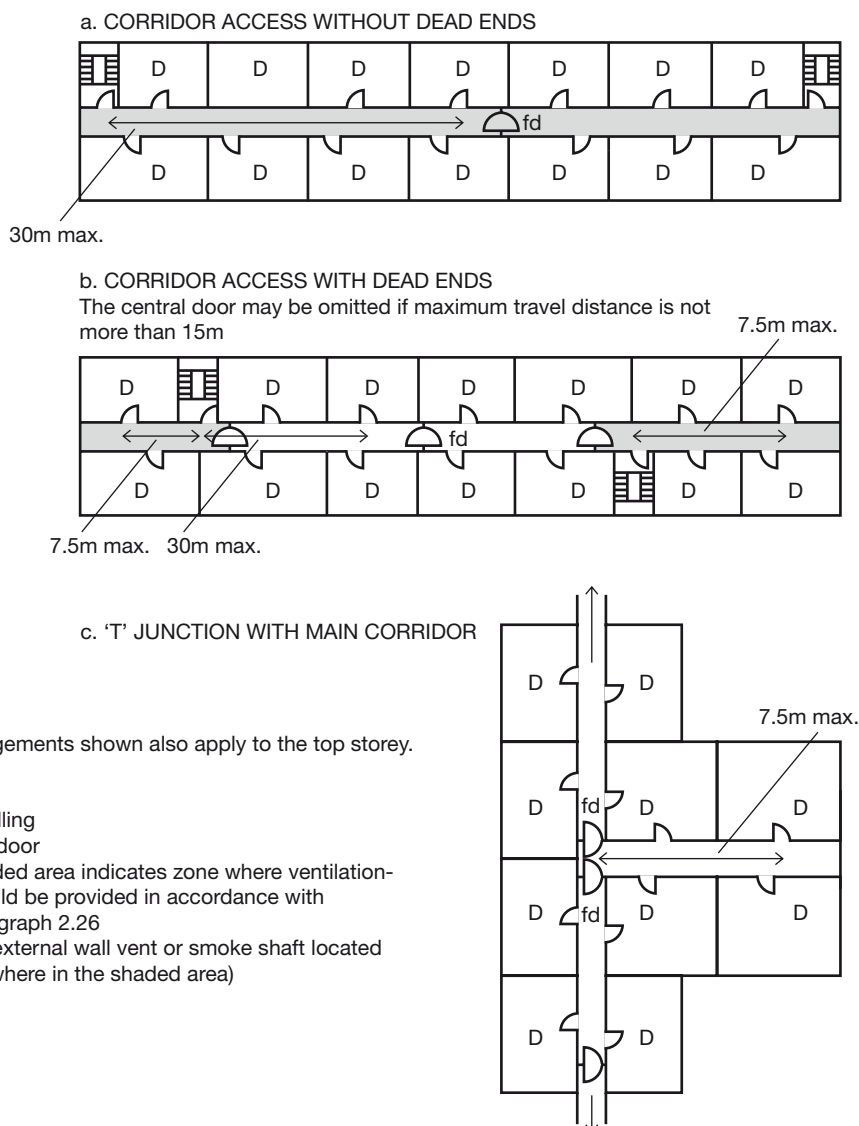 a. CORRIDOR ACCESS WITHOUT DEAD ENDS
D D D D D D D
fd
D D D D D D D
30m max.
b. CORRIDOR ACCESS WITH DEAD ENDS
The central door may be omitted if maximum travel distance is not
more than 15m
7.5m max.
D D D D D D D
fd
D D D D D D D
7.5m max. 30m max.
c. ‘T’ JUNCTION WITH MAIN CORRIDOR
D D
7.5m max.
gements shown also apply to the top storey.
D fd D D
lling
door
ded area indicates zone where ventilation-
uld be provided in accordance with
graph 2.26
external wall vent or smoke shaft located
where in the shaded area)
D fd D D
D D